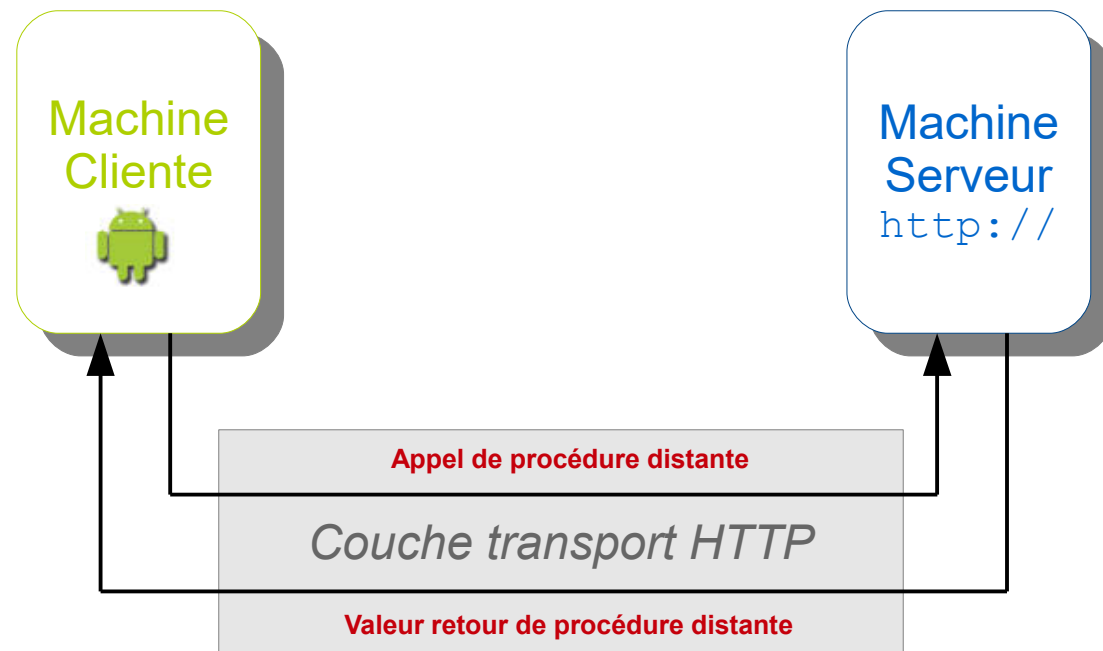 Machine
Cliente
Machine
Serveur
http://
Appel de procédure distante
Couche transport HTTP
Valeur retour de procédure distante